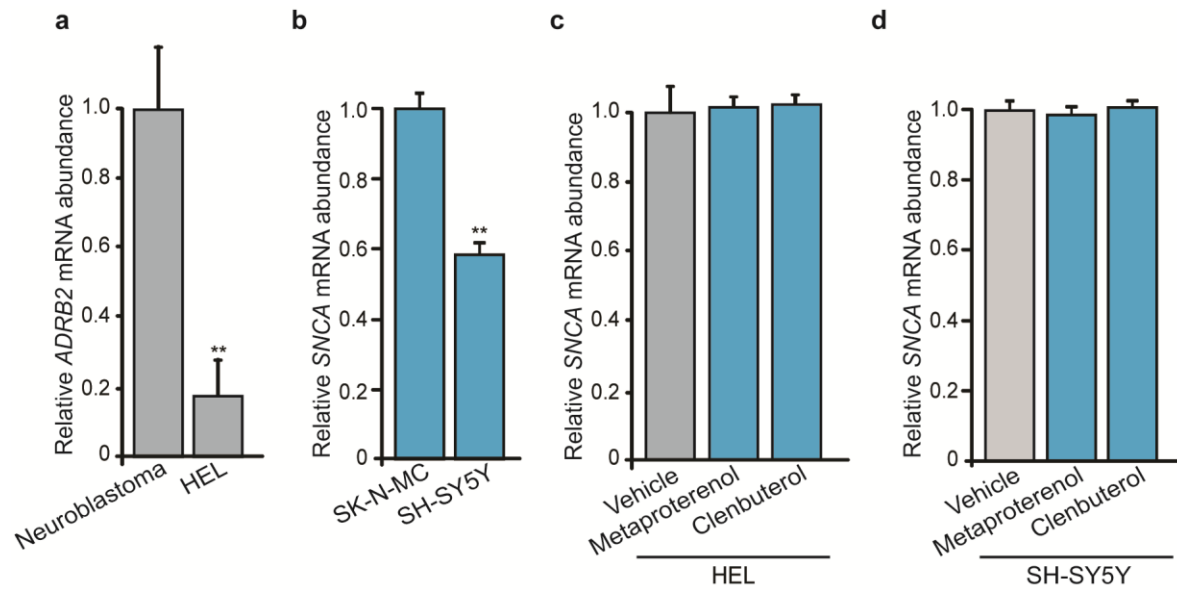 a
Relative ADRB2 mRNA abundance
1.0
0.8
0.6
0.4
0.2
0
**
Neuroblastoma
HEL
b
Relative SNCA mRNA abundance
1.0
0.8
0.6
0.4
0.2
0
**
SK-N-MC
SH-SY5Y
c
Relative SNCA mRNA abundance
1.0
0.8
0.6
0.4
0.2
0
Vehicle
Metaproterenol
Clenbuterol
HEL
d
Relative SNCA mRNA abundance
1.0
0.8
0.6
0.4
0.2
0
Vehicle
Metaproterenol
Clenbuterol
SH-SY5Y